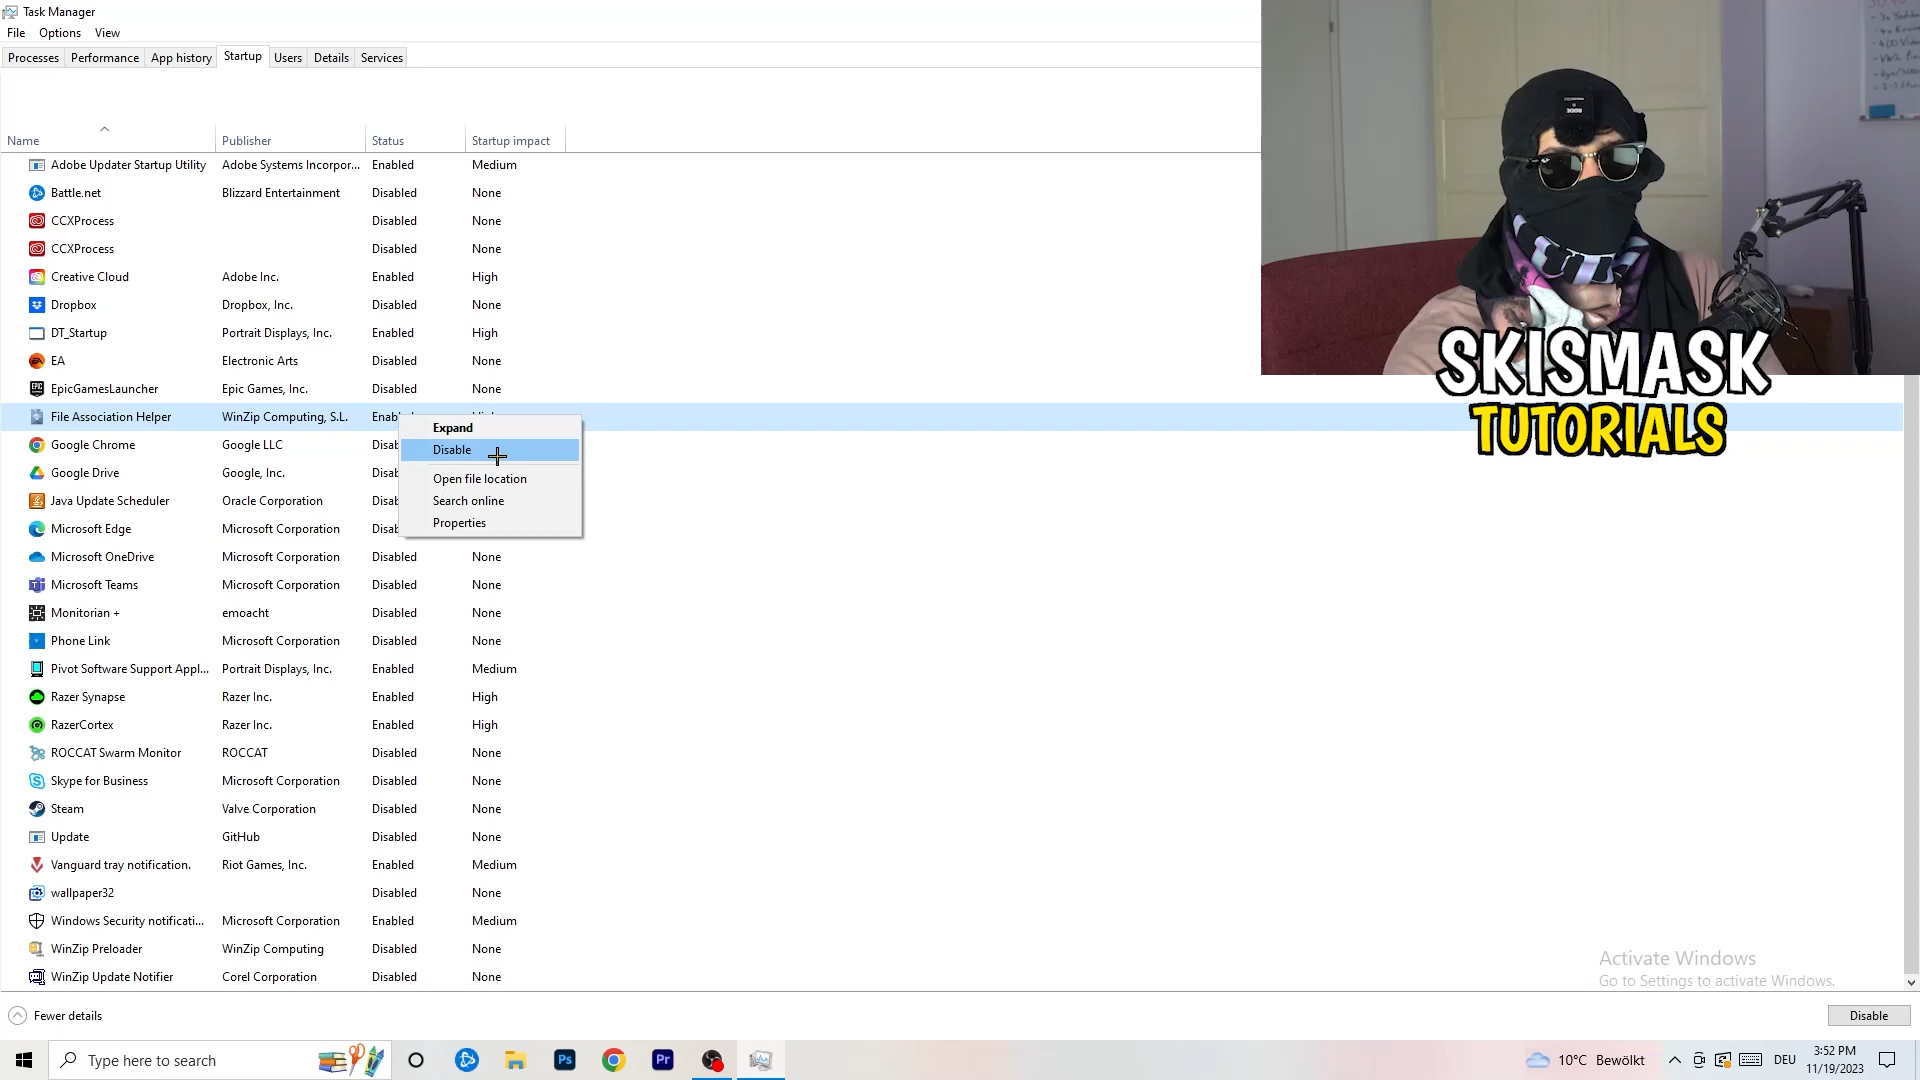 Task Manager
File Options View
Processes Performance App history Startup Users Details Services
Name Publisher Status Startup impact
Adobe Updater Startup Utility Adobe Systems Incorpor... Enabled Medium
Battle.net Blizzard Entertainment Disabled None
CCXProcess Disabled None
CCXProcess Disabled None
Creative Cloud Adobe Inc. Enabled High
Dropbox Dropbox, Inc. Disabled None
DT_Startup Portrait Displays, Inc. Enabled High
EA Electronic Arts Disabled None
EpicGamesLauncher Epic Games, Inc. Disabled None
File Association Helper WinZip Computing, S.L.
Google Chrome Google LLC
Google Drive Google, Inc.
Java Update Scheduler Oracle Corporation
Microsoft Edge Microsoft Corporation
Expand
Disable
Open file location
Search online
Properties
Microsoft OneDrive Microsoft Corporation Disabled None
Microsoft Teams Microsoft Corporation Disabled None
Monitorian + emoacht Disabled None
Phone Link Microsoft Corporation Disabled None
Pivot Software Support Appl... Portrait Displays, Inc. Enabled Medium
Razer Synapse Razer Inc. Enabled High
RazerCortex Razer Inc. Enabled High
ROCCAT Swarm Monitor ROCCAT Disabled None
Skype for Business Microsoft Corporation Disabled None
Steam Valve Corporation Disabled None
Update GitHub Disabled None
Vanguard tray notification. Riot Games, Inc. Enabled Medium
wallpaper32 Disabled None
Windows Security notificati... Microsoft Corporation Enabled Medium
WinZip Preloader WinZip Computing Disabled None
WinZip Update Notifier Corel Corporation Disabled None
SKISMASK
TUTORIALS
Activate Windows
Go to Settings to activate Windows.
Fewer details Disable
Type here to search
Ps
Pr
10°C Bewölkt
DEU
3:52 PM
11/19/2023